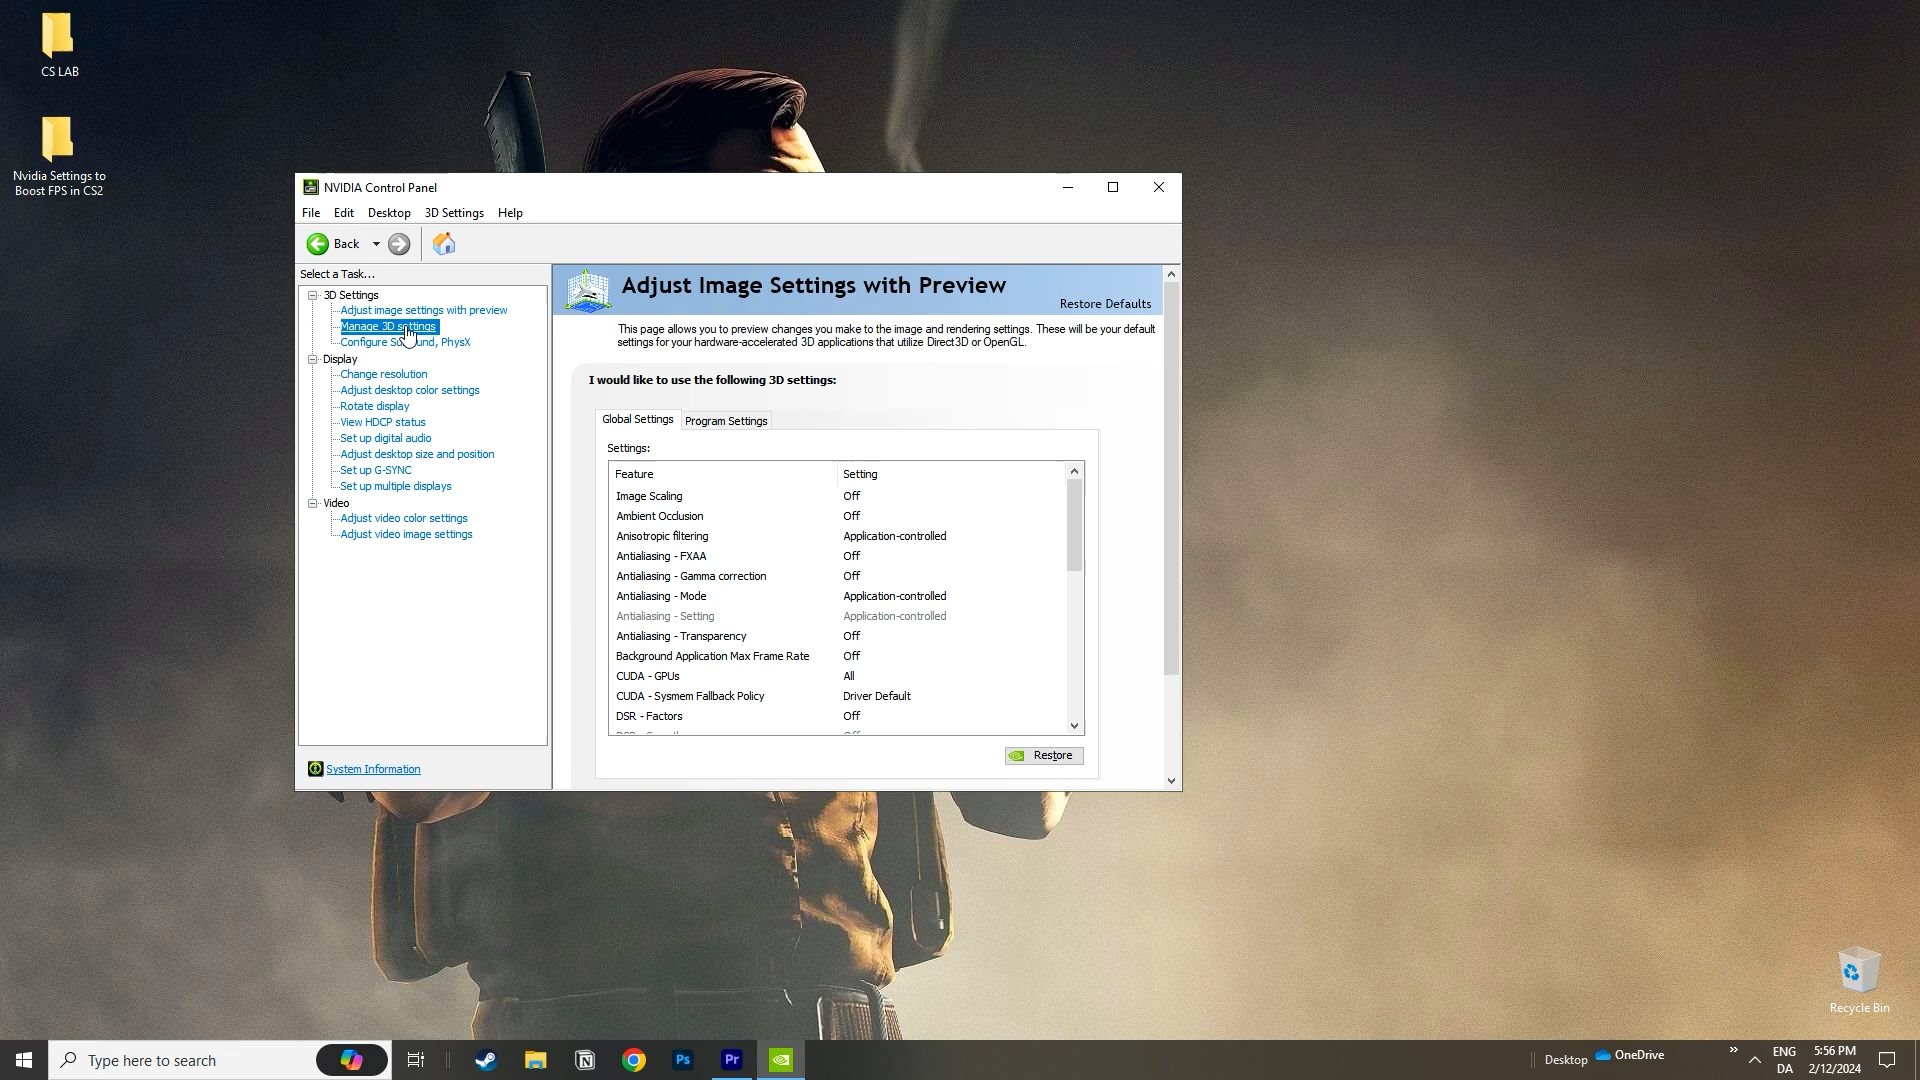 CS LAB
Nvidia Settings to
Boost FPS in CS2
NVIDIA Control Panel
File Edit Desktop 3D Settings Help
Back
Select a Task...
3D Settings
Adjust image settings with preview
Manage 3D settings
Configure Surround, PhysX
Display
Change resolution
Adjust desktop color settings
Rotate display
View HDCP status
Set up digital audio
Adjust desktop size and position
Set up G-SYNC
Set up multiple displays
Video
Adjust video color settings
Adjust video image settings
System Information
Adjust Image Settings with Preview
Restore Defaults
This page allows you to preview changes you make to the image and rendering settings. These will be your default
settings for your hardware-accelerated 3D applications that utilize Direct3D or OpenGL.
I would like to use the following 3D settings:
Global Settings Program Settings
Settings:
Feature Setting
Image Scaling Off
Ambient Occlusion Off
Anisotropic filtering Application-controlled
Antialiasing - FXAA Off
Antialiasing - Gamma correction Off
Antialiasing - Mode Application-controlled
Antialiasing - Setting Application-controlled
Antialiasing - Transparency Off
Background Application Max Frame Rate Off
CUDA - GPUs All
CUDA - Sysmem Fallback Policy Driver Default
DSR - Factors Off
Restore
Recycle Bin
Type here to search
Ps
Pr
Desktop
OneDrive
ENG
DA
5:56 PM
2/12/2024